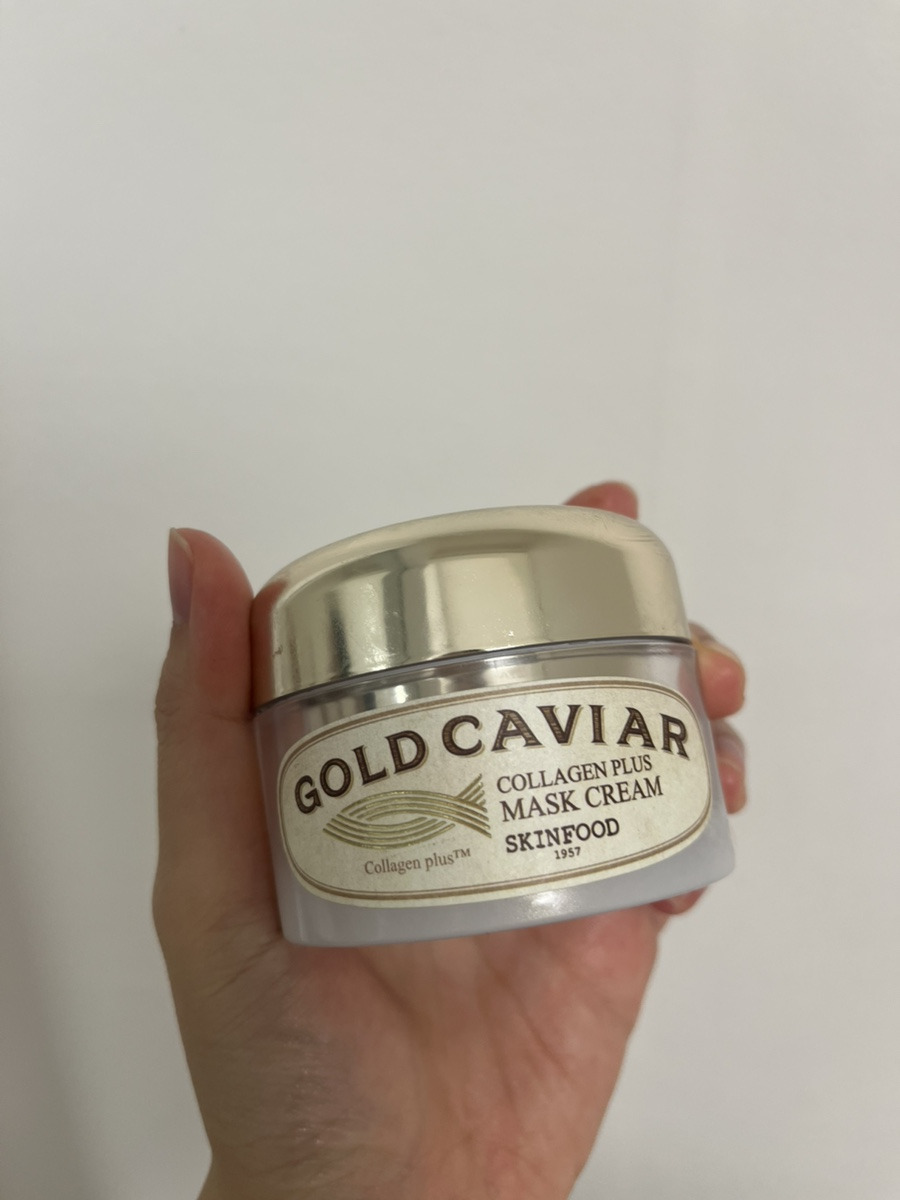 GOLD CAVIAR
COLLAGEN PLUS
MASK CREAM
SKINFOOD
1957
Collagen plus™